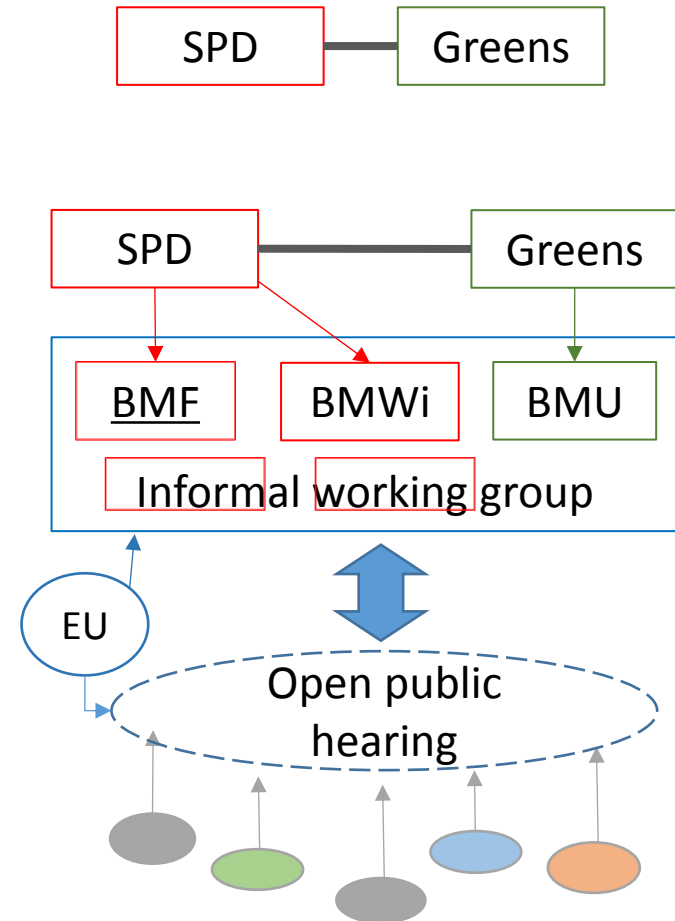 SPD
Greens
SPD
Greens
BMF
BMWi
BMU
Informal working group
EU
Open public
hearing